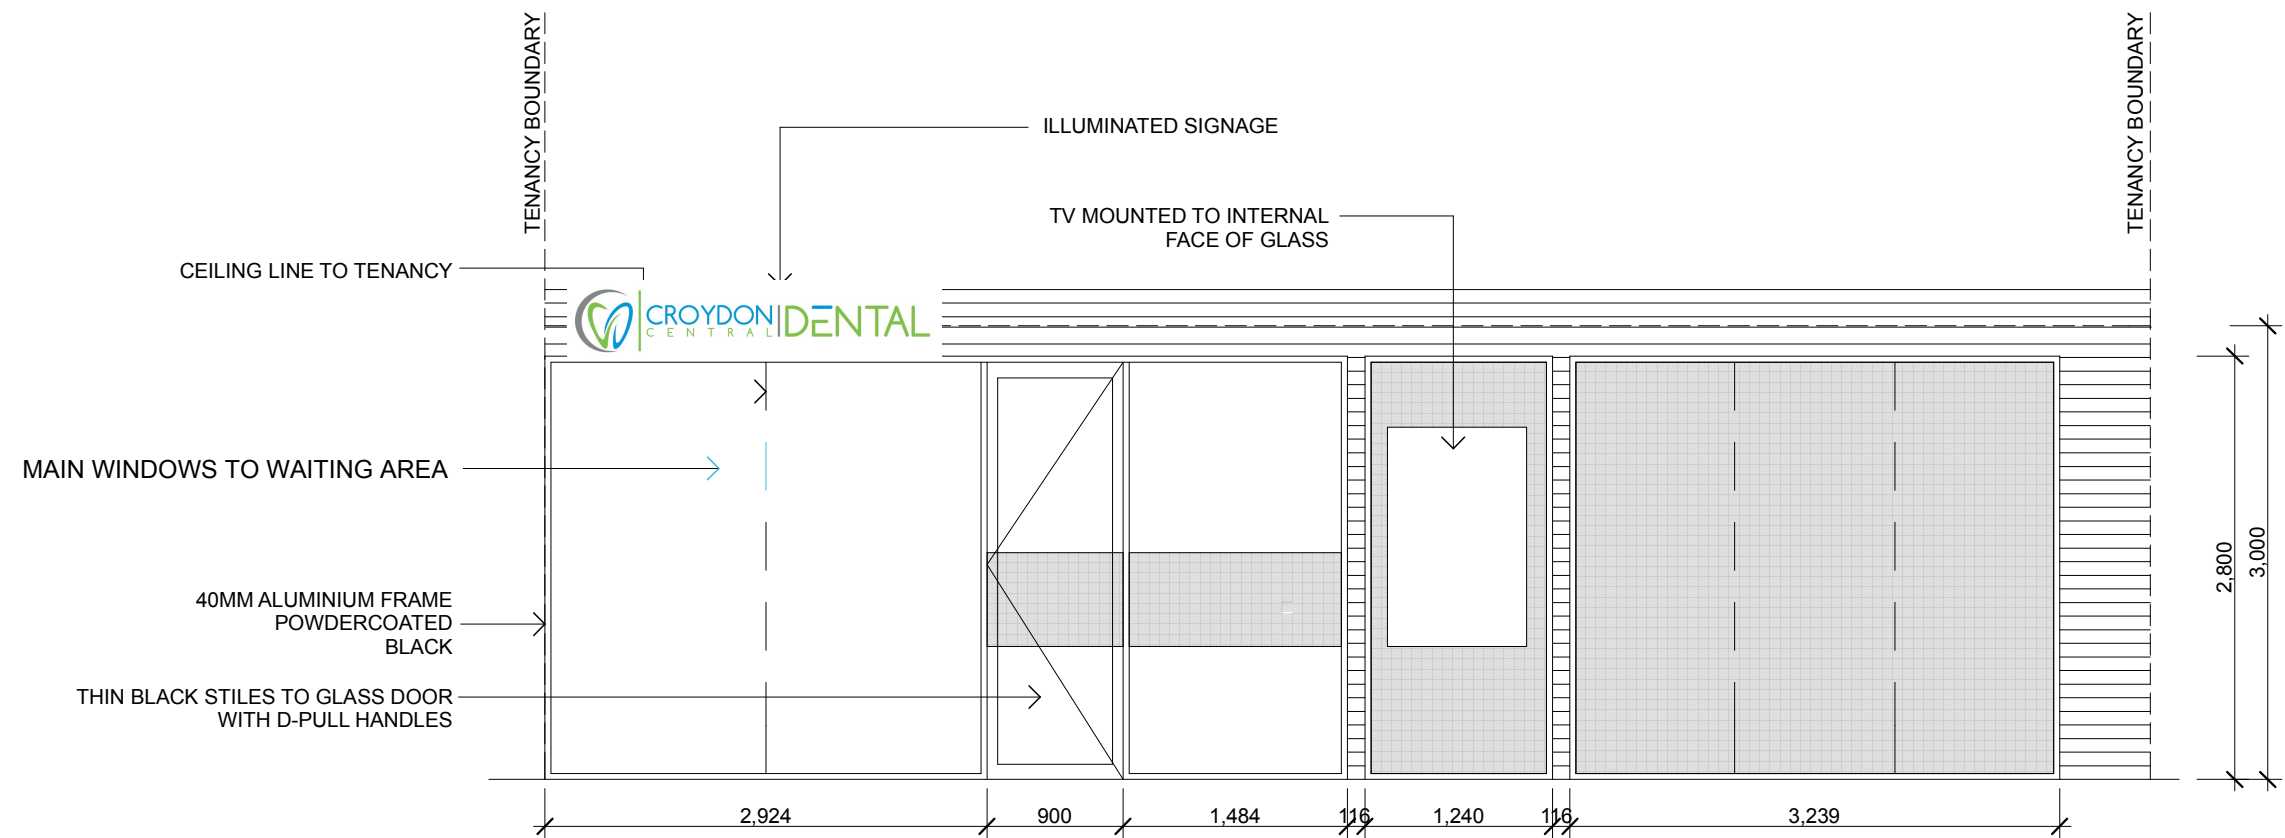 TENANCY BOUNDARY
TENANCY BOUNDARY
ILLUMINATED SIGNAGE
TV MOUNTED TO INTERNAL
FACE OF GLASS
CEILING LINE TO TENANCY
CROYDON
CENTRAL
DENTAL
MAIN WINDOWS TO WAITING AREA
40MM ALUMINIUM FRAME
POWDERCOATED
BLACK
THIN BLACK STILES TO GLASS DOOR
WITH D-PULL HANDLES
2,800
3,000
2,924
900
1,484
116
1,240
116
3,239